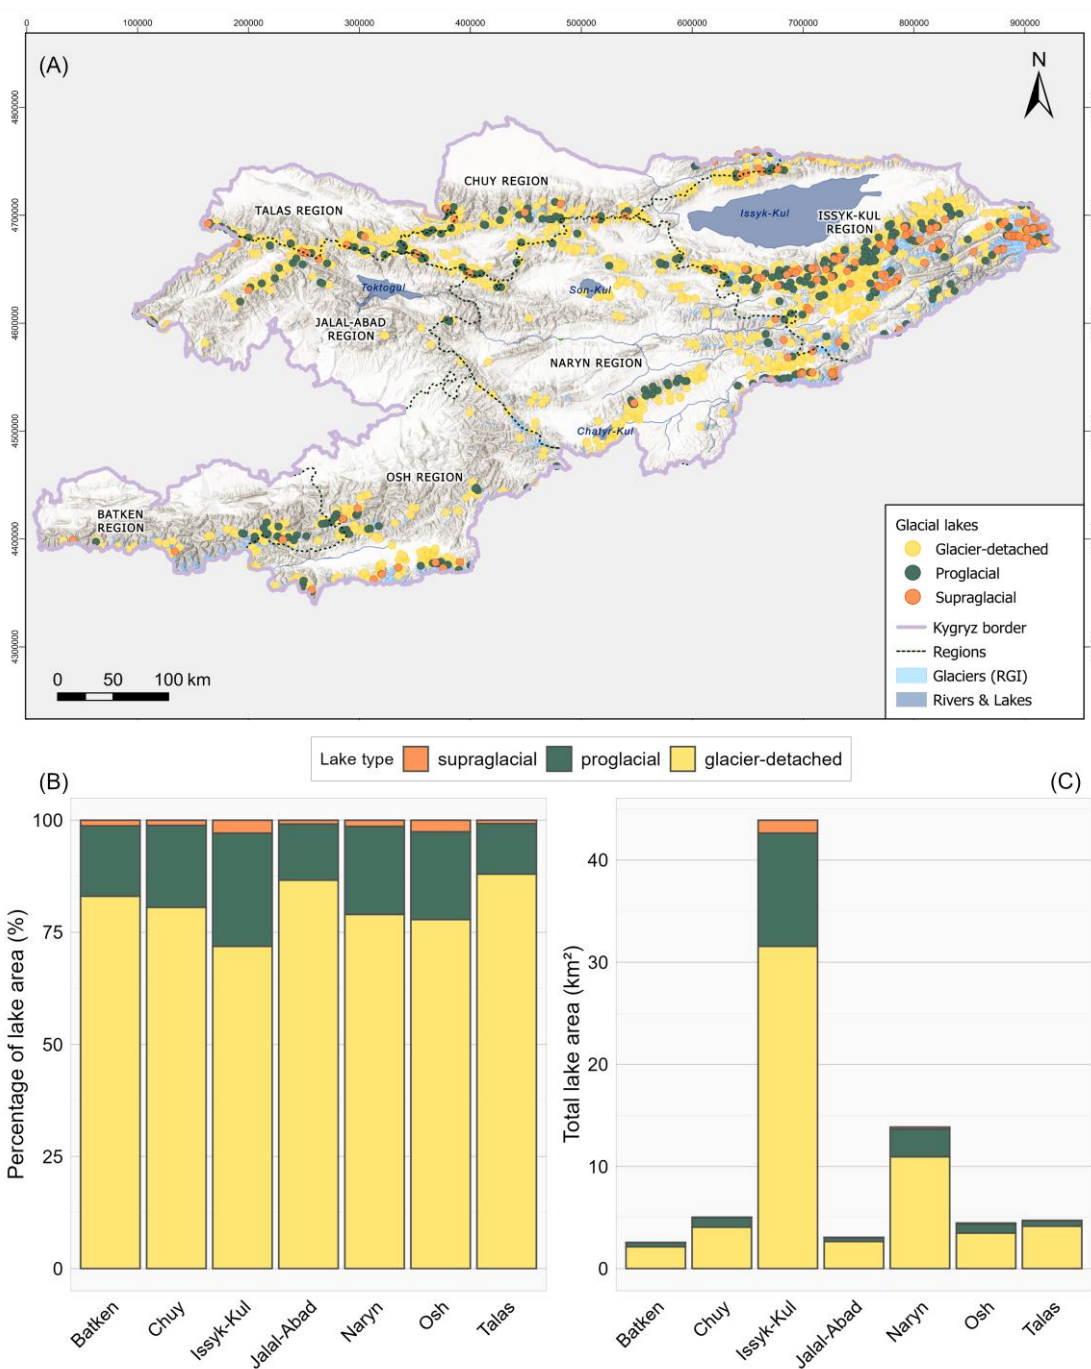 0 100000 200000 300000 400000 500000 600000 700000 800000 900000
(A)
N
4800000
4700000
4600000
4500000
4400000
4300000
CHUY REGION
TALAS REGION
Issyk-Kul
ISSYK-KUL
REGION
Toktogul
Son-Kul
JALAL-ABAD
REGION
NARYN REGION
Chatyr-Kul
OSH REGION
BATKEN
REGION
Glacial lakes
Glacier-detached
Proglacial
Supraglacial
Kygryz border
Regions
Glaciers (RGI)
Rivers & Lakes
0 50 100 km
Lake type supraglacial proglacial glacier-detached
(B)
Percentage of lake area (%)
100
75
50
25
0
Batken
Chuy
Issyk-Kul
Jalal-Abad
Naryn
Osh
Talas
(C)
Total lake area (km²)
40
30
20
10
0
Batken
Chuy
Issyk-Kul
Jalal-Abad
Naryn
Osh
Talas